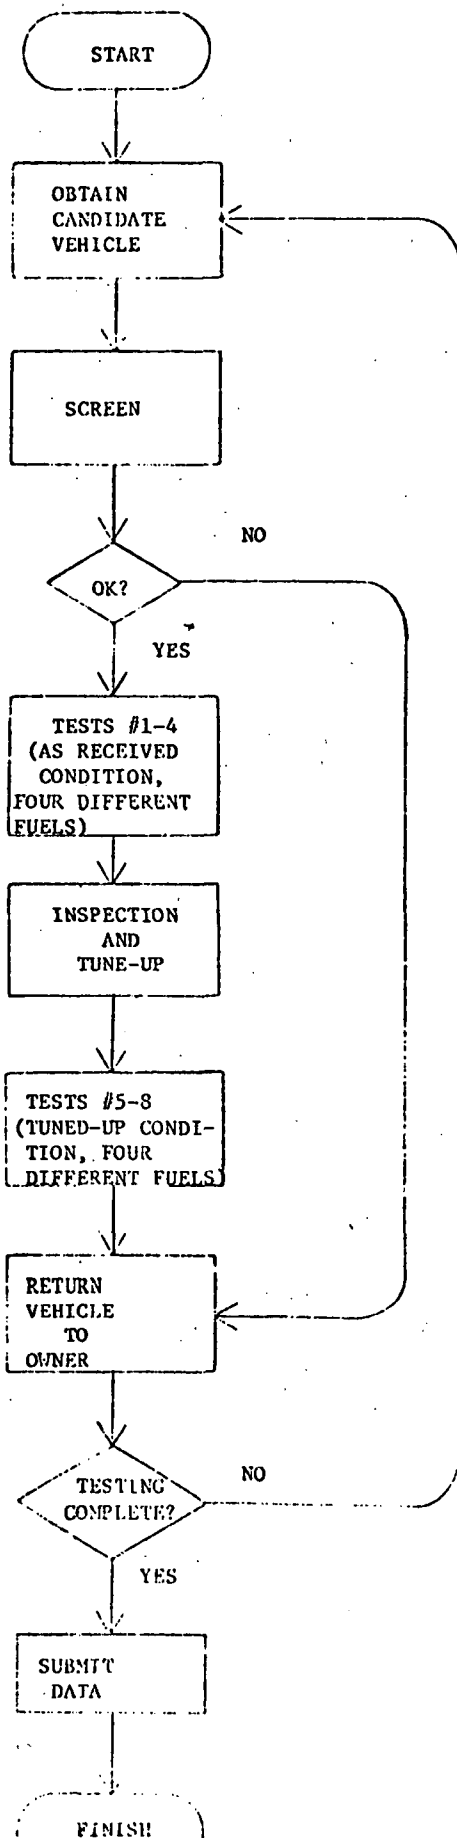 START
OBTAIN
CANDIDATE
VEHICLE
SCREEN
NO
OK?
YES
TESTS #1-4
(AS RECEIVED
CONDITION,
FOUR DIFFERENT
FUELS)
INSPECTION
AND
TUNE-UP
TESTS #5-8
(TUNED-UP CONDI-
TION, FOUR
DIFFERENT FUELS)
RETURN
VEHICLE
TO
OWNER
NO
TESTING
COMPLETE?
YES
SUBMIT
DATA
FINISH